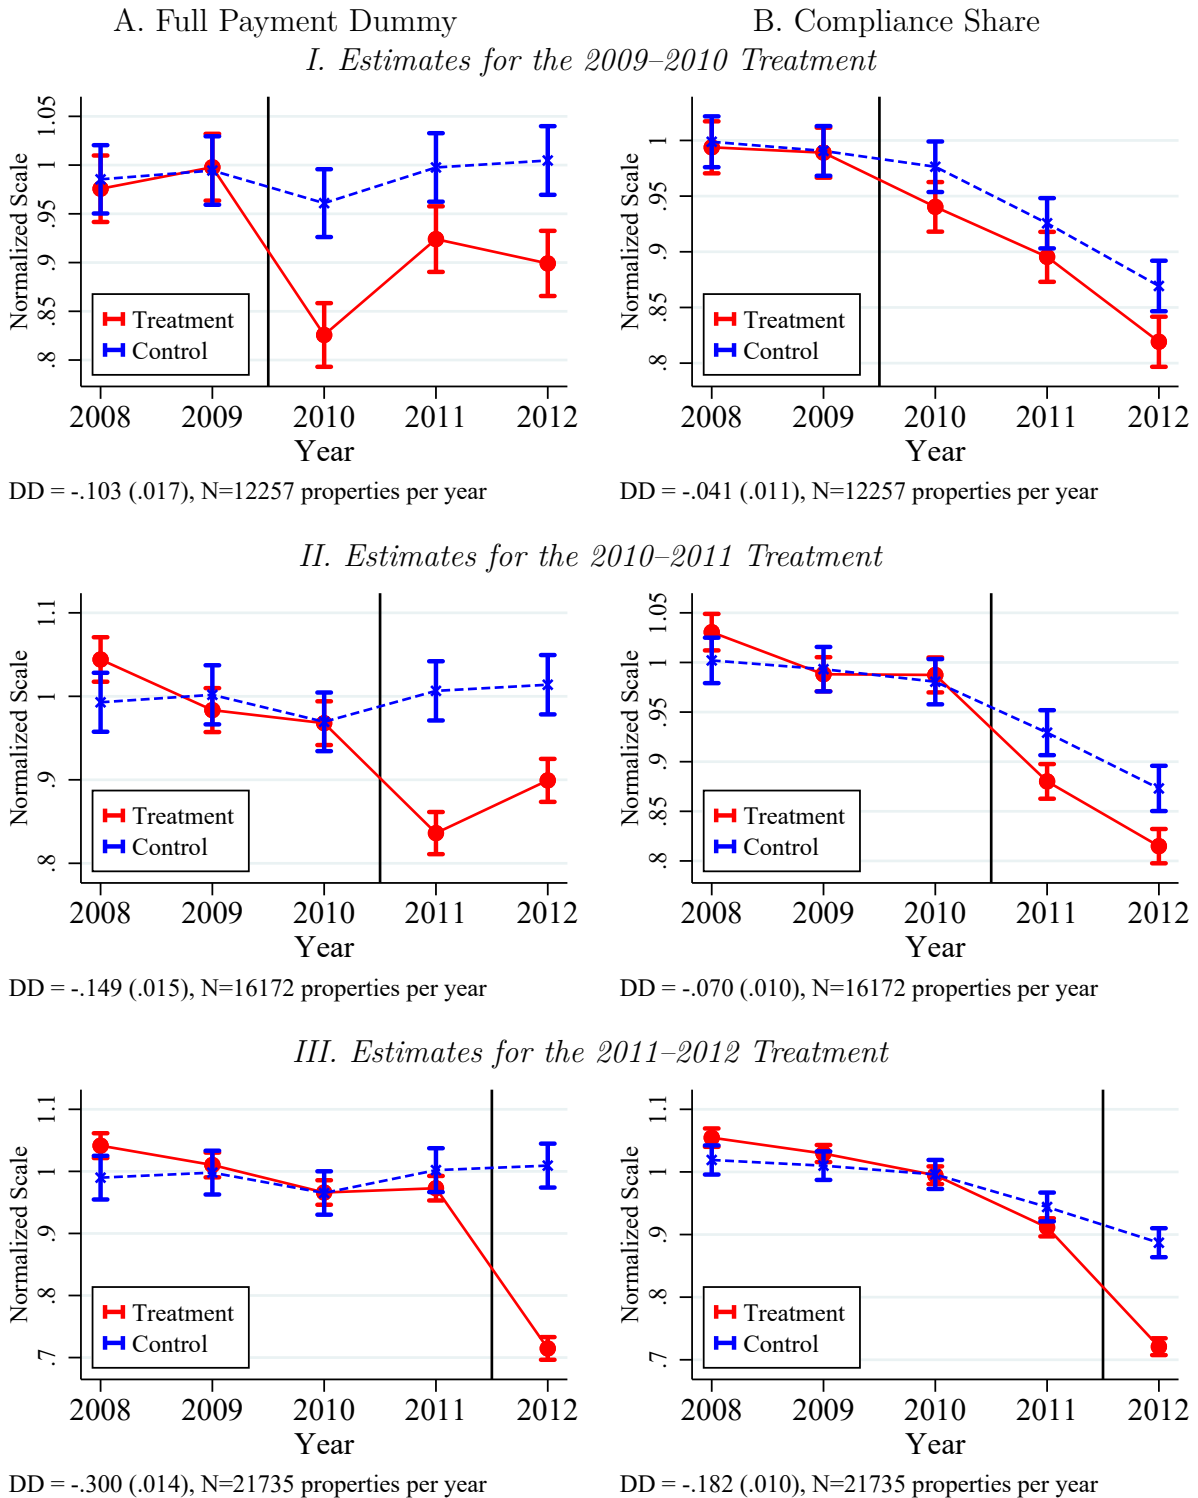 A. Full Payment Dummy
B. Compliance Share
I. Estimates for the 2009–2010 Treatment
Normalized Scale
1.05
1
.95
.9
.85
.8
Treatment
Control
2008 2009 2010 2011 2012
Year
DD = -.103 (.017), N=12257 properties per year
Normalized Scale
1
.95
.9
.85
.8
Treatment
Control
2008 2009 2010 2011 2012
Year
DD = -.041 (.011), N=12257 properties per year
II. Estimates for the 2010–2011 Treatment
Normalized Scale
1.1
1
.9
.8
Treatment
Control
2008 2009 2010 2011 2012
Year
DD = -.149 (.015), N=16172 properties per year
Normalized Scale
1.05
1
.95
.9
.85
.8
Treatment
Control
2008 2009 2010 2011 2012
Year
DD = -.070 (.010), N=16172 properties per year
III. Estimates for the 2011–2012 Treatment
Normalized Scale
1.1
1
.9
.8
.7
Treatment
Control
2008 2009 2010 2011 2012
Year
DD = -.300 (.014), N=21735 properties per year
Normalized Scale
1.1
1
.9
.8
.7
Treatment
Control
2008 2009 2010 2011 2012
Year
DD = -.182 (.010), N=21735 properties per year